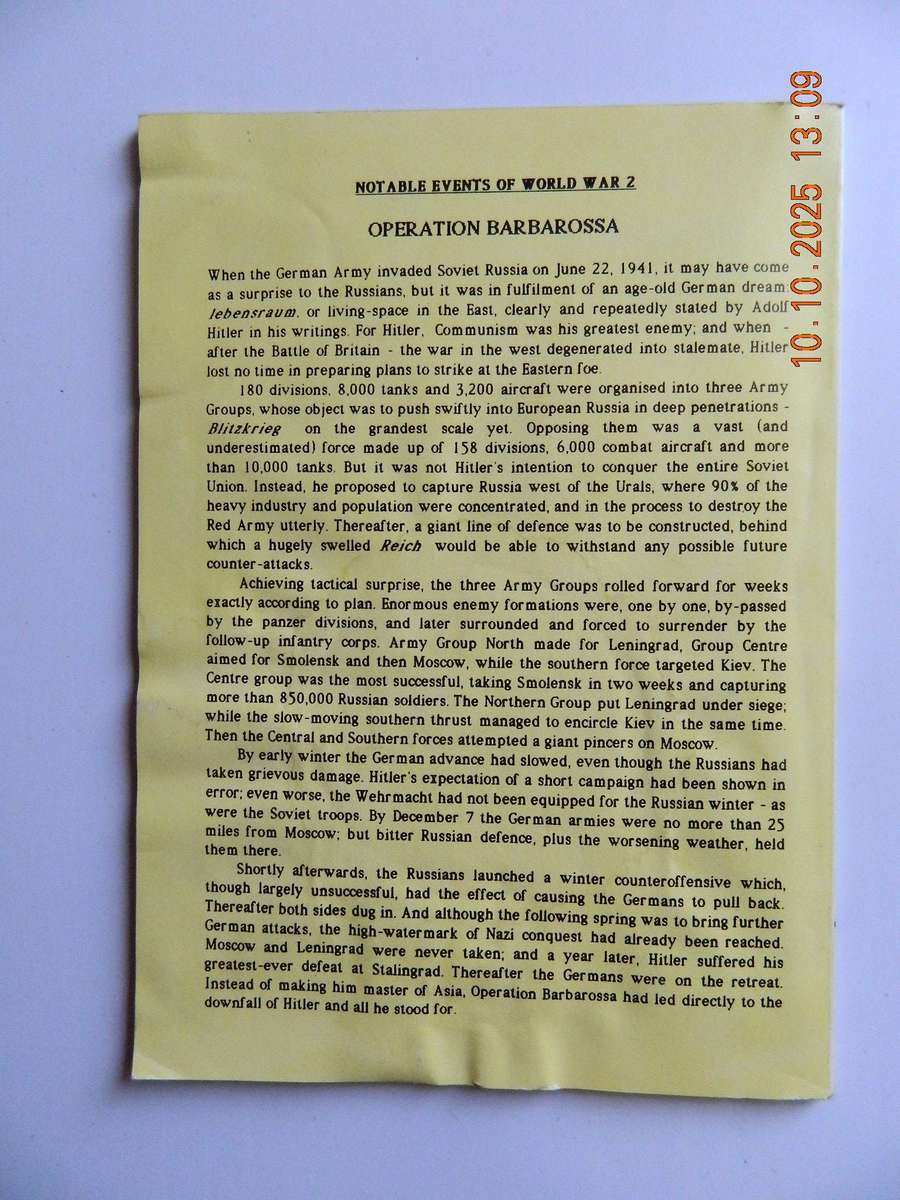 NOTABLE EVENTS OF WORLD WAR 2
OPERATION BARBAROSSA
When the German Army invaded Soviet Russia on June 22, 1941, it may have come
as a surprise to the Russians, but it was in fulfilment of an age-old German dream:
lebensraum, or living-space in the East, clearly and repeatedly stated by Adolf
Hitler in his writings. For Hitler, Communism was his greatest enemy; and when -
after the Battle of Britain - the war in the west degenerated into stalemate, Hitler
lost no time in preparing plans to strike at the Eastern foe.
180 divisions, 8,000 tanks and 3,200 aircraft were organised into three Army
Groups, whose object was to push swiftly into European Russia in deep penetrations -
Blitzkrieg on the grandest scale yet. Opposing them was a vast (and
underestimated) force made up of 158 divisions, 6,000 combat aircraft and more
than 10,000 tanks. But it was not Hitler's intention to conquer the entire Soviet
Union. Instead, he proposed to capture Russia west of the Urals, where 90% of the
heavy industry and population were concentrated, and in the process to destroy the
Red Army utterly. Thereafter, a giant line of defence was to be constructed, behind
which a hugely swelled Reich would be able to withstand any possible future
counter-attacks.
Achieving tactical surprise, the three Army Groups rolled forward for weeks
exactly according to plan. Enormous enemy formations were, one by one, by-passed
by the panzer divisions, and later surrounded and forced to surrender by the
follow-up infantry corps. Army Group North made for Leningrad, Group Centre
aimed for Smolensk and then Moscow, while the southern force targeted Kiev. The
Centre group was the most successful, taking Smolensk in two weeks and capturing
more than 850,000 Russian soldiers. The Northern Group put Leningrad under siege;
while the slow-moving southern thrust managed to encircle Kiev in the same time.
Then the Central and Southern forces attempted a giant pincers on Moscow.
By early winter the German advance had slowed, even though the Russians had
taken grievous damage. Hitler's expectation of a short campaign had been shown in
error; even worse, the Wehrmacht had not been equipped for the Russian winter - as
were the Soviet troops. By December 7 the German armies were no more than 25
miles from Moscow; but bitter Russian defence, plus the worsening weather, held
them there.
Shortly afterwards, the Russians launched a winter counteroffensive which,
though largely unsuccessful, had the effect of causing the Germans to pull back.
Thereafter both sides dug in. And although the following spring was to bring further
German attacks, the high-watermark of Nazi conquest had already been reached.
Moscow and Leningrad were never taken; and a year later, Hitler suffered his
greatest-ever defeat at Stalingrad. Thereafter the Germans were on the retreat.
Instead of making him master of Asia, Operation Barbarossa had led directly to the
downfall of Hitler and all he stood for.
10.10.2025 13:09